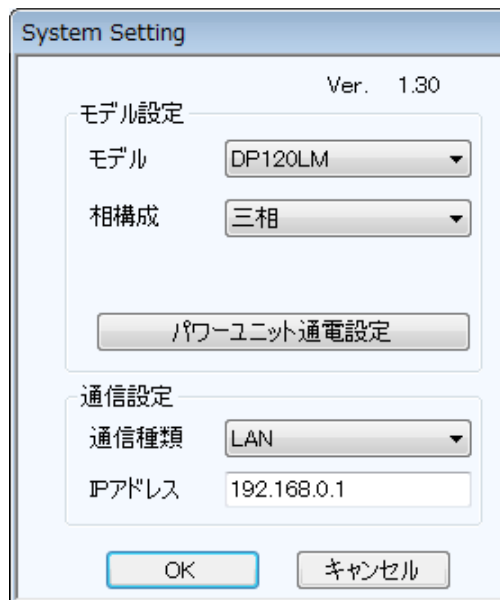 System Setting
Ver. 1.30
モデル設定
モデル DP120LM
相構成 三相
パワーユニット通電設定
通信設定
通信種類 LAN
IPアドレス 192.168.0.1
OK キャンセル